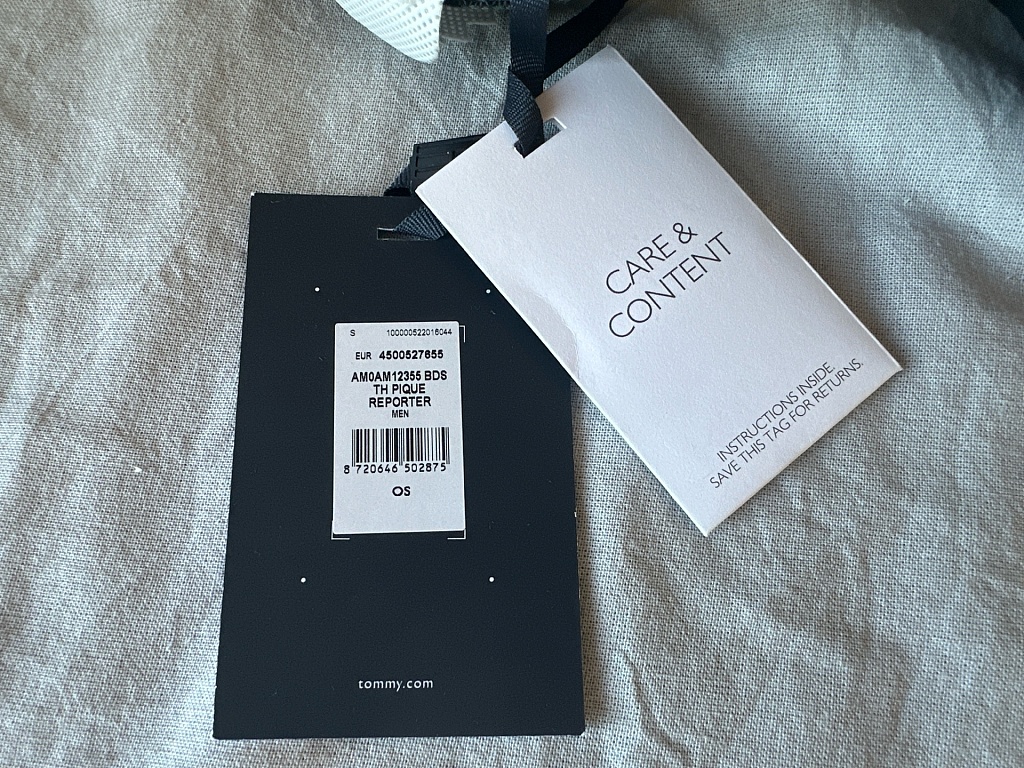 S 100000522016044
EUR 4500527655
AM0AM12355 BDS
TH PIQUE
REPORTER
MEN
8 720646 502875
OS
tommy.com
CARE &
CONTENT
INSTRUCTIONS INSIDE
SAVE THIS TAG FOR RETURNS.